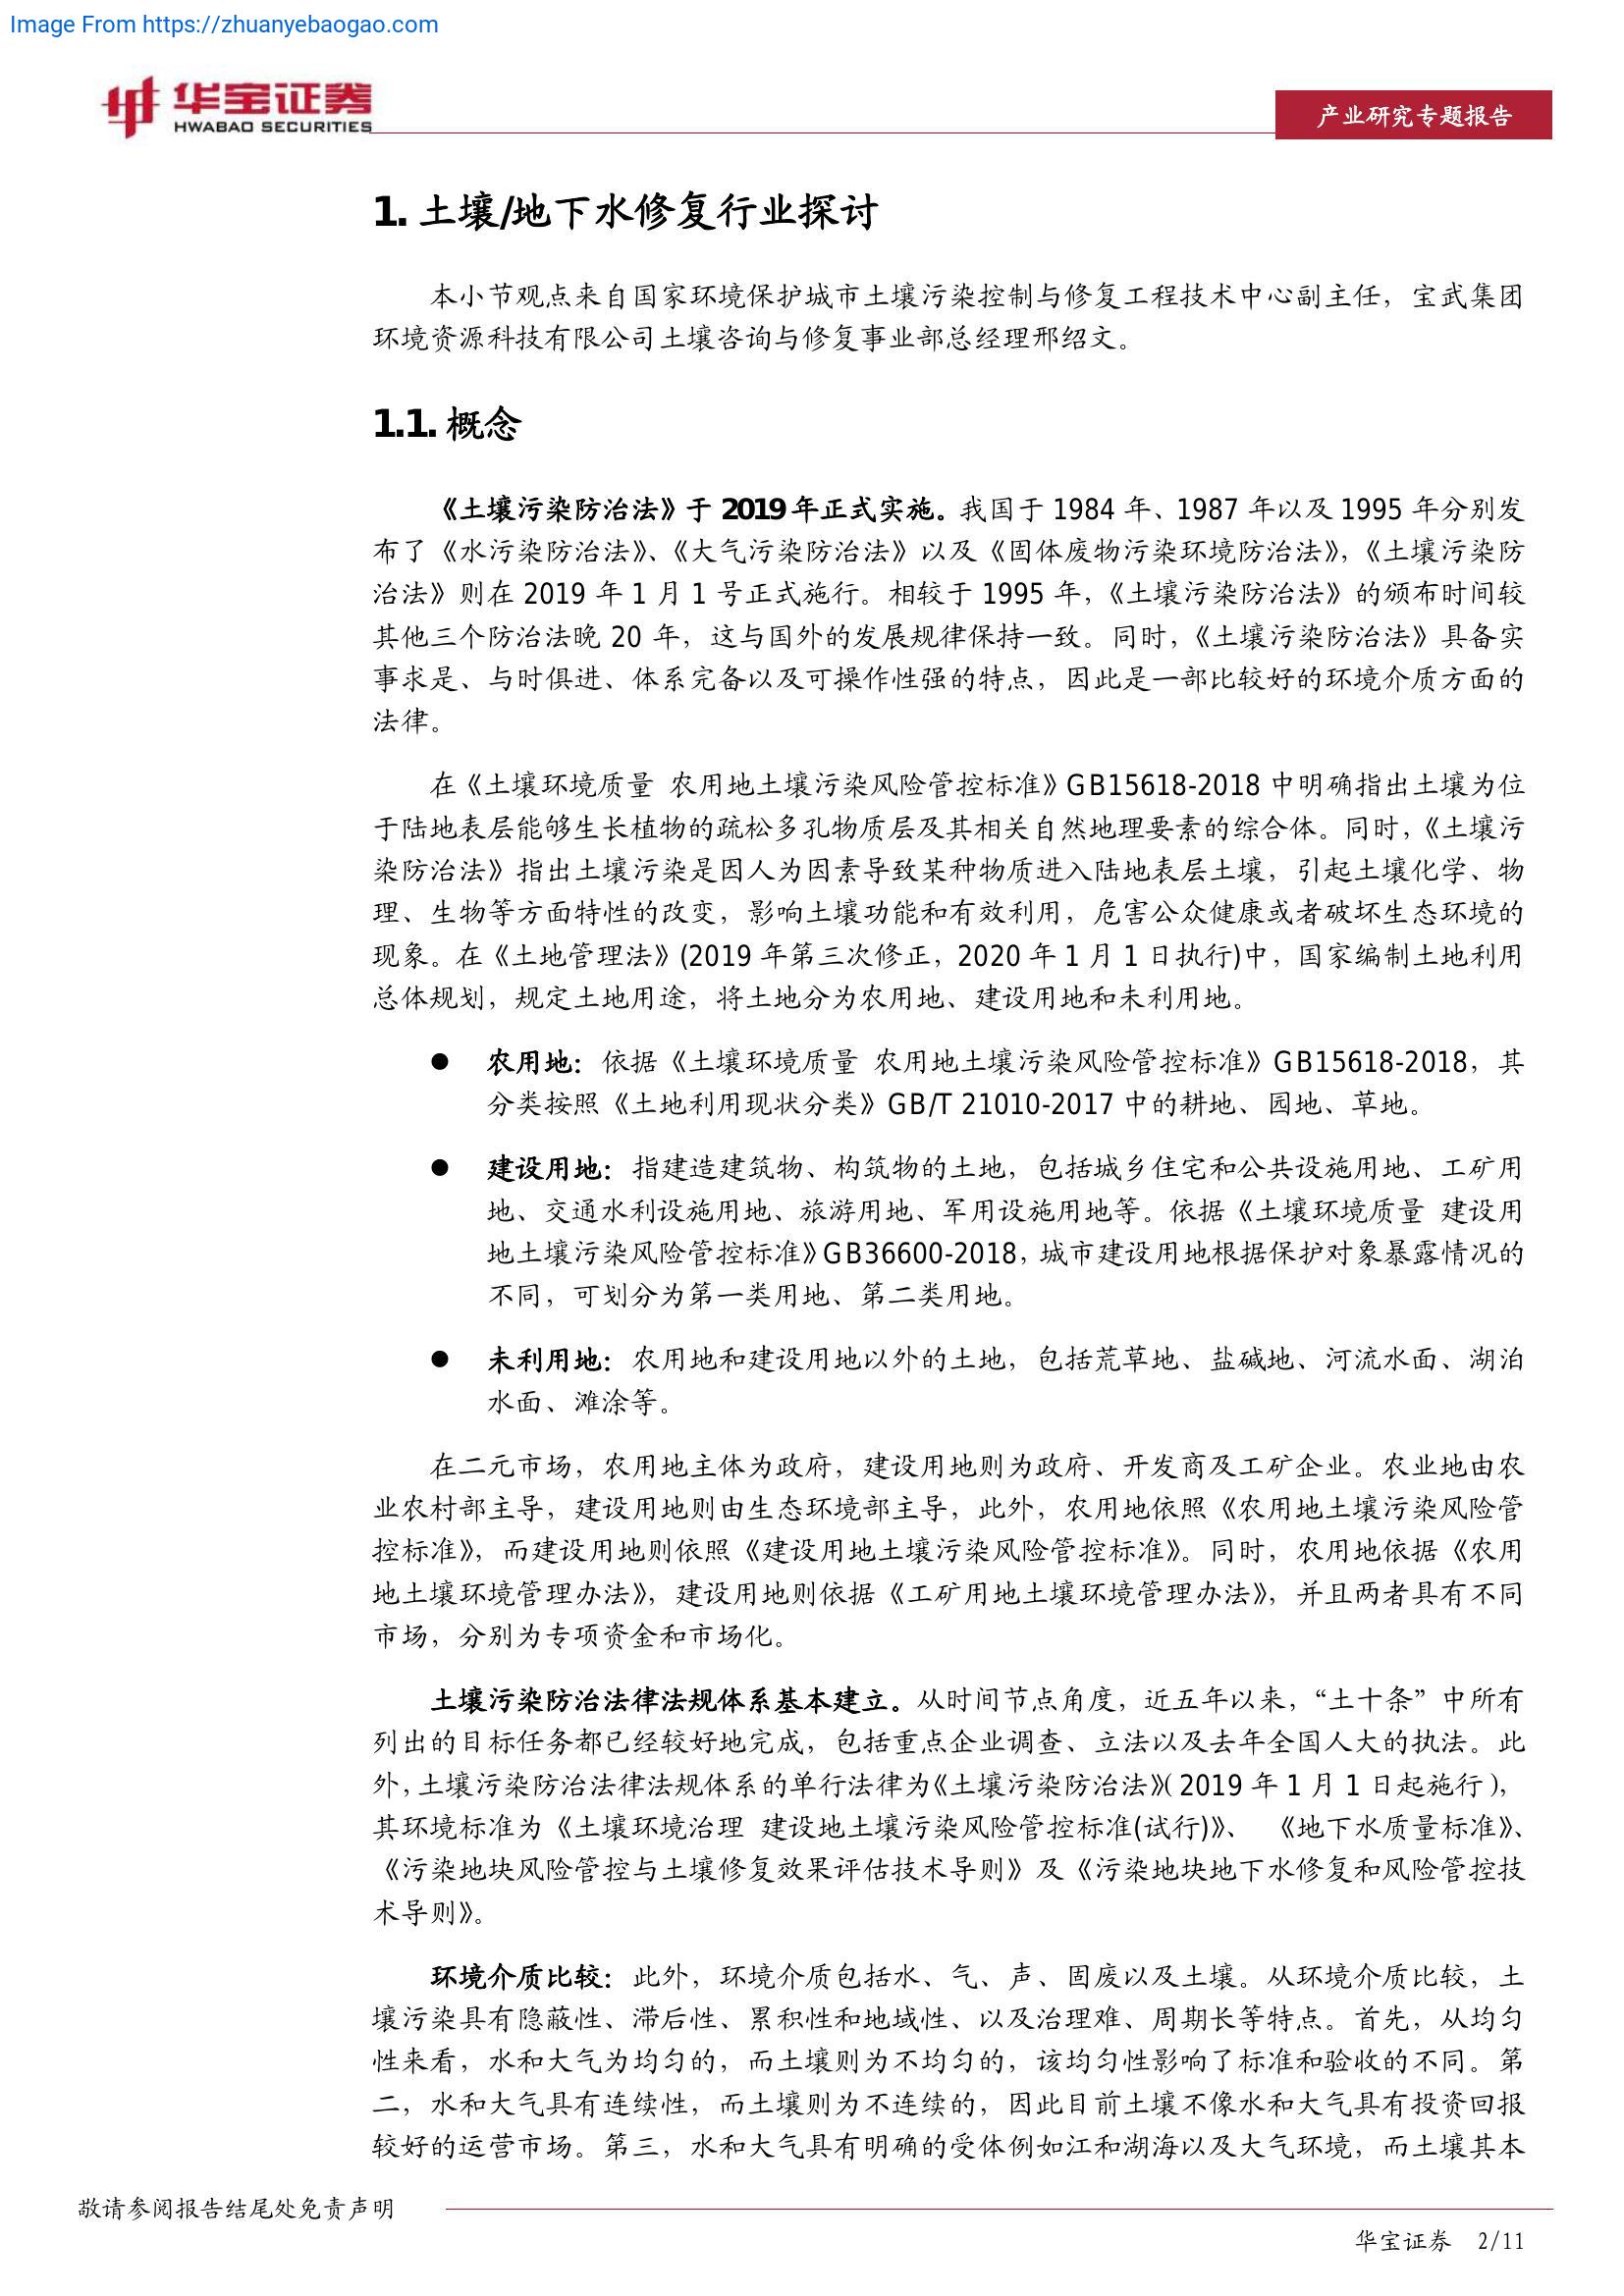 Image From https://zhuanyebaogao.com
华宝证券
HWABAO SECURITIES
产业研究专题报告
1. 土壤/地下水修复行业探讨
本小节观点来自国家环境保护城市土壤污染控制与修复工程技术中心副主任，宝武集团
环境资源科技有限公司土壤咨询与修复事业部总经理邢绍文。
1.1. 概念
《土壤污染防治法》于 2019 年正式实施。我国于 1984 年、1987 年以及 1995 年分别发
布了《水污染防治法》、《大气污染防治法》以及《固体废物污染环境防治法》，《土壤污染防
治法》则在 2019 年 1 月 1 号正式施行。相较于 1995 年，《土壤污染防治法》的颁布时间较
其他三个防治法晚 20 年，这与国外的发展规律保持一致。同时，《土壤污染防治法》具备实
事求是、与时俱进、体系完备以及可操作性强的特点，因此是一部比较好的环境介质方面的
法律。
在《土壤环境质量 农用地土壤污染风险管控标准》GB15618-2018 中明确指出土壤为位
于陆地表层能够生长植物的疏松多孔物质层及其相关自然地理要素的综合体。同时，《土壤污
染防治法》指出土壤污染是因人为因素导致某种物质进入陆地表层土壤，引起土壤化学、物
理、生物等方面特性的改变，影响土壤功能和有效利用，危害公众健康或者破坏生态环境的
现象。在《土地管理法》(2019 年第三次修正，2020 年 1 月 1 日执行)中，国家编制土地利用
总体规划，规定土地用途，将土地分为农用地、建设用地和未利用地。
● 农用地：依据《土壤环境质量 农用地土壤污染风险管控标准》GB15618-2018，其
分类按照《土地利用现状分类》GB/T 21010-2017 中的耕地、园地、草地。
● 建设用地：指建造建筑物、构筑物的土地，包括城乡住宅和公共设施用地、工矿用
地、交通水利设施用地、旅游用地、军用设施用地等。依据《土壤环境质量 建设用
地土壤污染风险管控标准》GB36600-2018，城市建设用地根据保护对象暴露情况的
不同，可划分为第一类用地、第二类用地。
● 未利用地：农用地和建设用地以外的土地，包括荒草地、盐碱地、河流水面、湖泊
水面、滩涂等。
在二元市场，农用地主体为政府，建设用地则为政府、开发商及工矿企业。农业地由农
业农村部主导，建设用地则由生态环境部主导，此外，农用地依照《农用地土壤污染风险管
控标准》，而建设用地则依照《建设用地土壤污染风险管控标准》。同时，农用地依据《农用
地土壤环境管理办法》，建设用地则依据《工矿用地土壤环境管理办法》，并且两者具有不同
市场，分别为专项资金和市场化。
土壤污染防治法律法规体系基本建立。从时间节点角度，近五年以来，“土十条”中所有
列出的目标任务都已经较好地完成，包括重点企业调查、立法以及去年全国人大的执法。此
外，土壤污染防治法律法规体系的单行法律为《土壤污染防治法》（2019 年 1 月 1 日起施行），
其环境标准为《土壤环境治理 建设地土壤污染风险管控标准(试行)》、 《地下水质量标准》、
《污染地块风险管控与土壤修复效果评估技术导则》及《污染地块地下水修复和风险管控技
术导则》。
环境介质比较：此外，环境介质包括水、气、声、固废以及土壤。从环境介质比较，土
壤污染具有隐蔽性、滞后性、累积性和地域性、以及治理难、周期长等特点。首先，从均匀
性来看，水和大气为均匀的，而土壤则为不均匀的，该均匀性影响了标准和验收的不同。第
二，水和大气具有连续性，而土壤则为不连续的，因此目前土壤不像水和大气具有投资回报
较好的运营市场。第三，水和大气具有明确的受体例如江和湖海以及大气环境，而土壤其本
敬请参阅报告结尾处免责声明
华宝证券 2/11